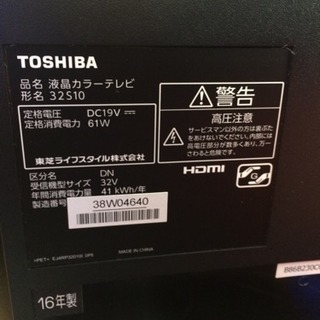 TOSHIBA
品名 液晶カラーテレビ
形名 32S10
定格電圧 DC19V
定格消費電力 61W
東芝ライフスタイル株式会社
区分名 DN
受信機型サイズ 32V
年間消費電力量 41 kWh/年
製造番号 38W04640
16年製
MADE IN CHINA
警告
高圧注意
サービスマン以外の方は裏ぶたをあけないでください。内部には高電圧部分が数多くあり、万一さわると危険です。
HDMI
G